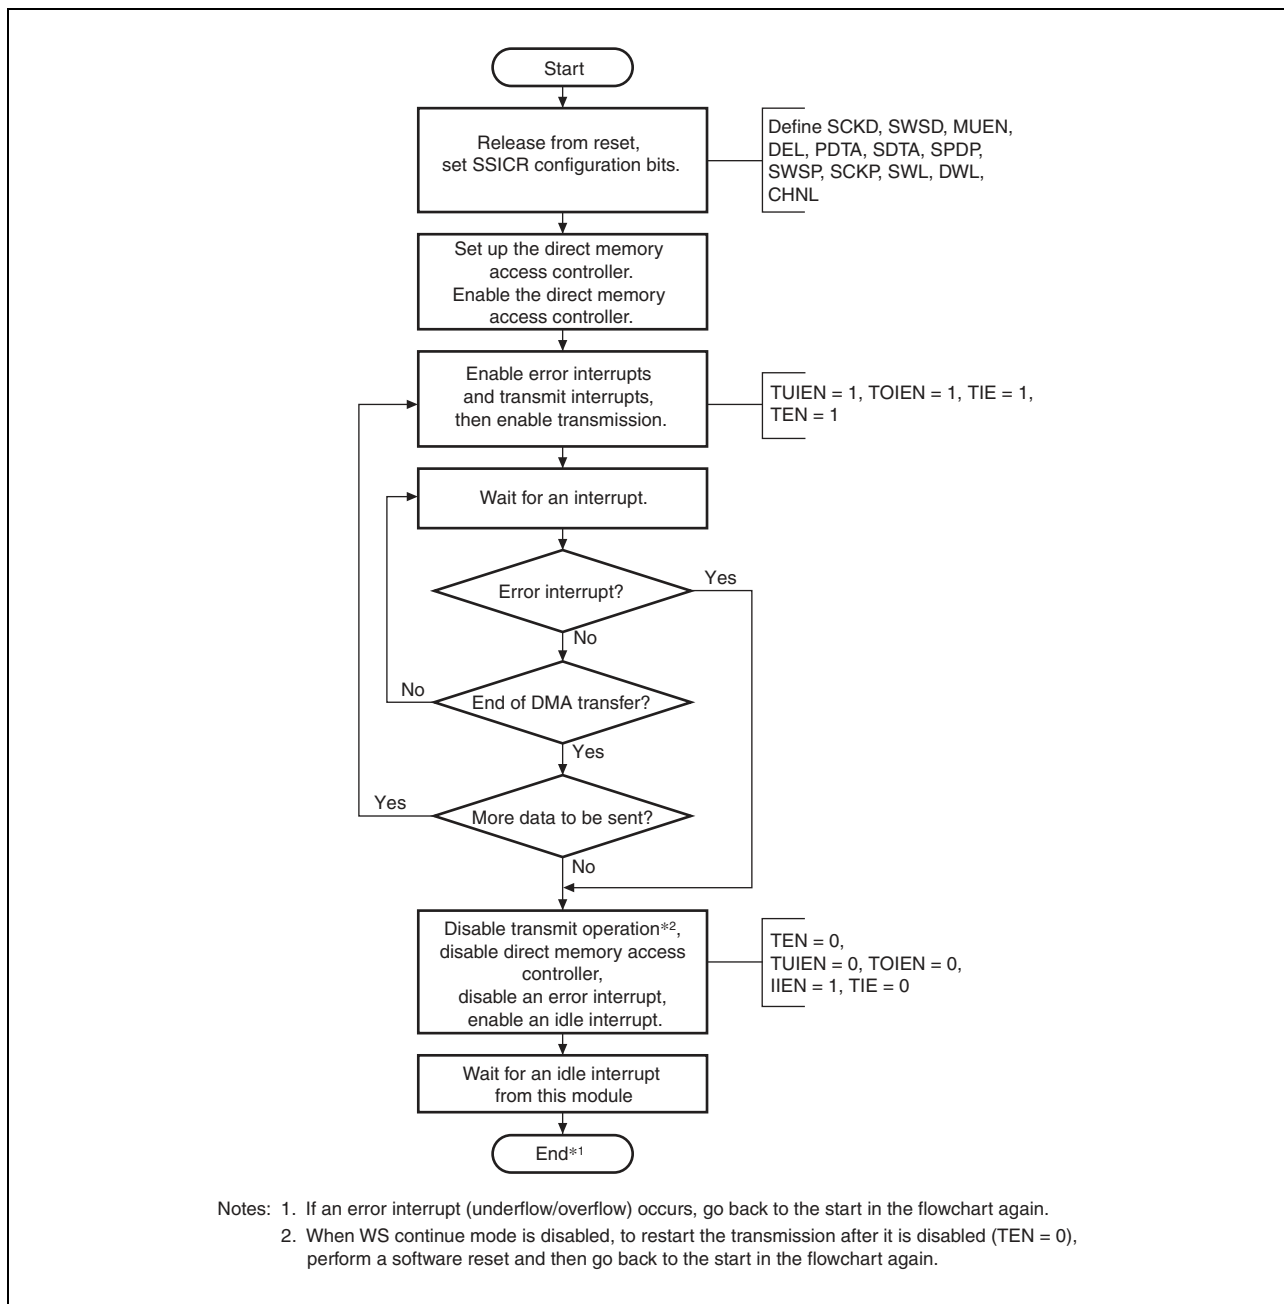 Start
Release from reset,
set SSICR configuration bits.
Define SCKD, SWSD, MUEN,
DEL, PDTA, SDTA, SPDP,
SWSP, SCKP, SWL, DWL,
CHNL
Set up the direct memory
access controller.
Enable the direct memory
access controller.
Enable error interrupts
and transmit interrupts,
then enable transmission.
TUIEN = 1, TOIEN = 1, TIE = 1,
TEN = 1
Wait for an interrupt.
Error interrupt?
Yes
No
End of DMA transfer?
No
Yes
More data to be sent?
Yes
No
Disable transmit operation*2,
disable direct memory access
controller,
disable an error interrupt,
enable an idle interrupt.
TEN = 0,
TUIEN = 0, TOIEN = 0,
IIEN = 1, TIE = 0
Wait for an idle interrupt
from this module
End*1
Notes: 1. If an error interrupt (underflow/overflow) occurs, go back to the start in the flowchart again.
2. When WS continue mode is disabled, to restart the transmission after it is disabled (TEN = 0),
perform a software reset and then go back to the start in the flowchart again.